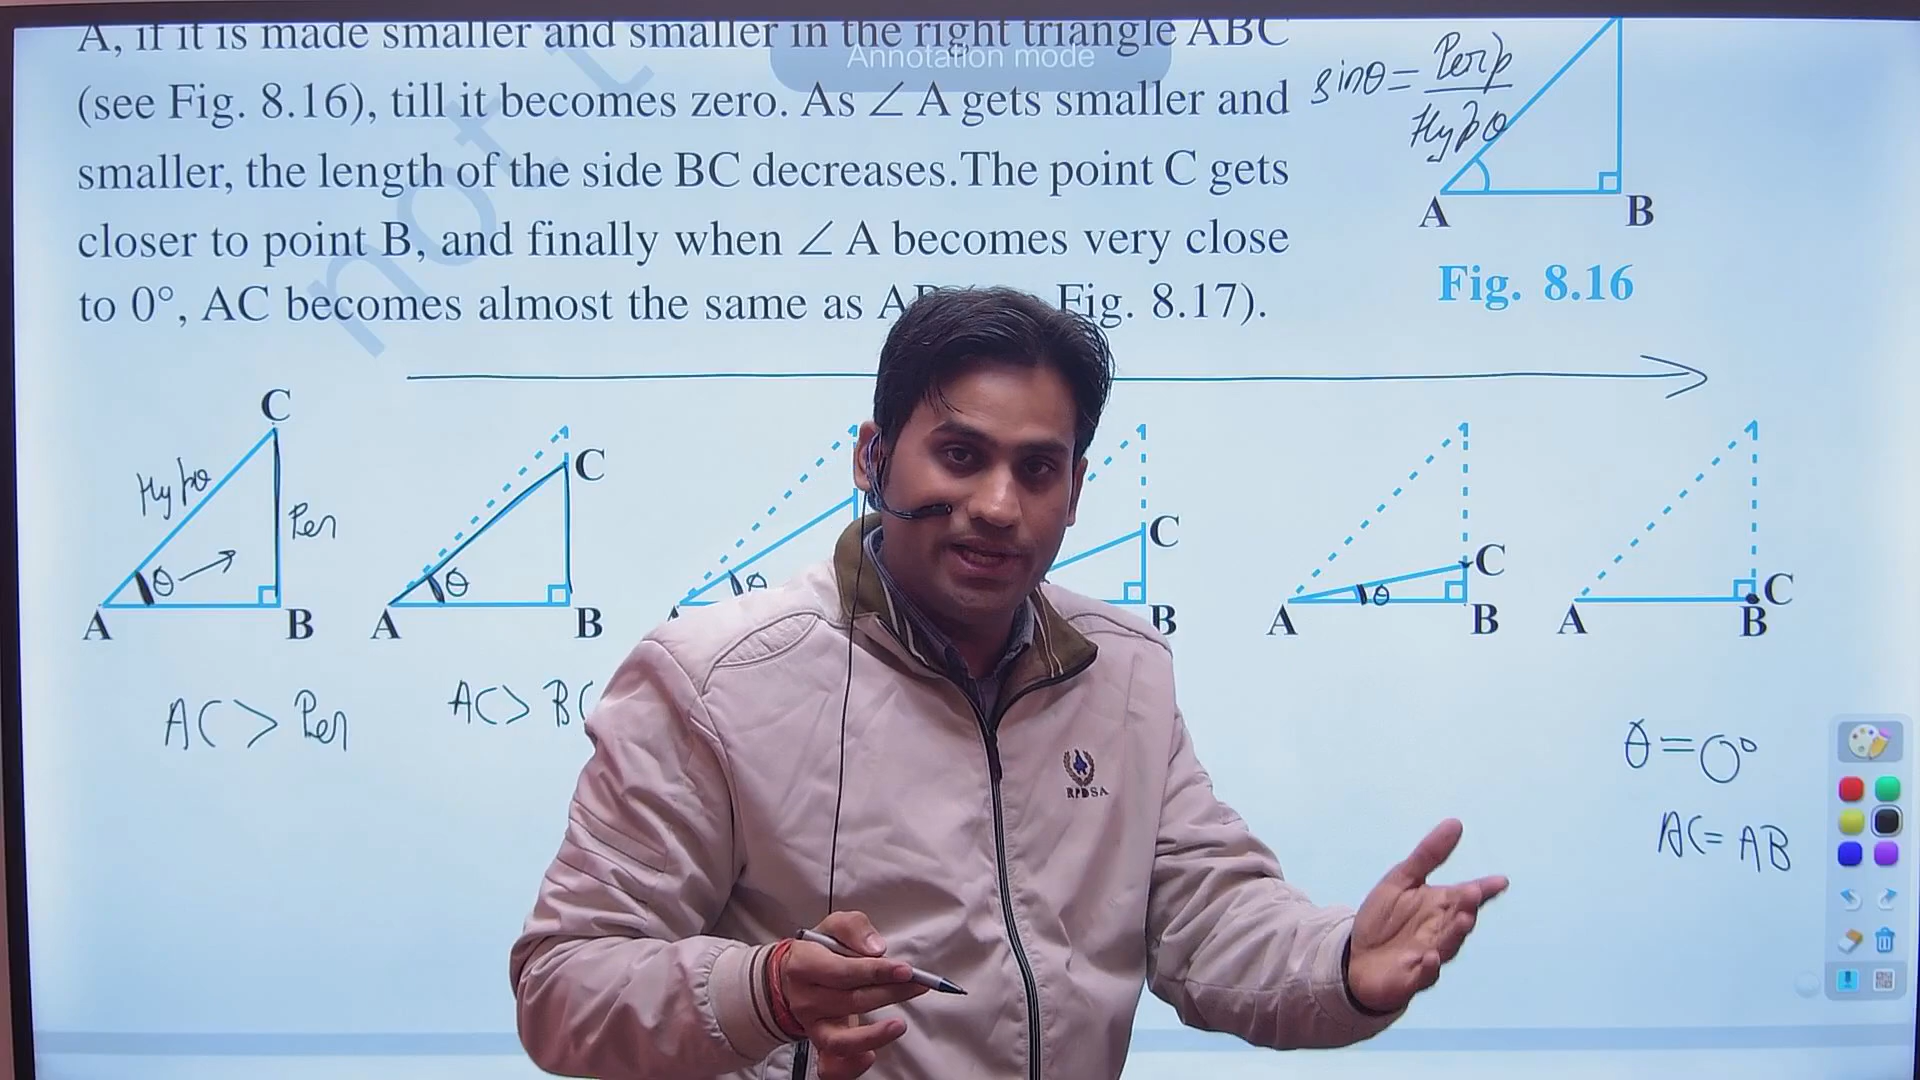 A, if it is made smaller and smaller in the right triangle ABC
Annotation mode
(see Fig. 8.16), till it becomes zero. As ∠ A gets smaller and
smaller, the length of the side BC decreases.The point C gets
closer to point B, and finally when ∠ A becomes very close
to 0°, AC becomes almost the same as AB Fig. 8.17).
not
sinθ = Perp
Hypo
A B
Fig. 8.16
C
Hypo
Per
θ
A B
C
θ
A B
θ
C
B
C
θ
A B
C
A B
AC > Per
AC > BC
θ = 0°
AC = AB
RPDSA